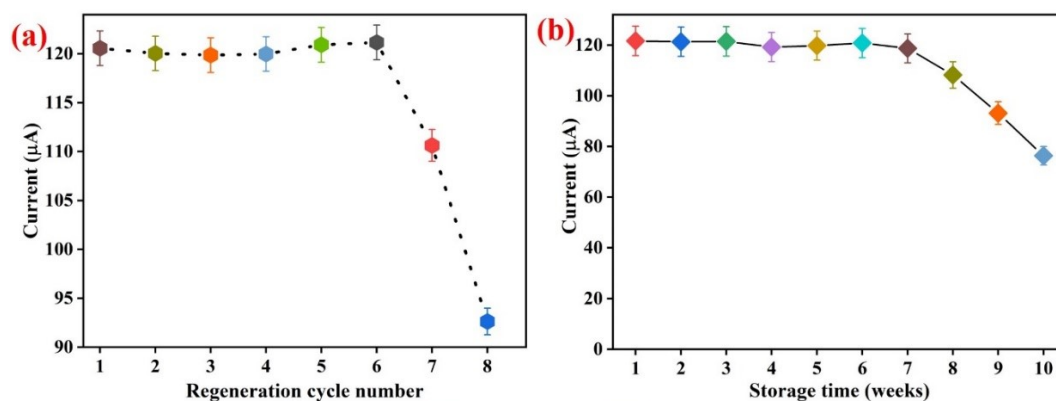 (a)
120
115
110
105
100
95
90
Current (μA)
1 2 3 4 5 6 7 8
Regeneration cycle number
(b)
140
120
100
80
60
40
20
0
Current (μA)
1 2 3 4 5 6 7 8 9 10
Storage time (weeks)